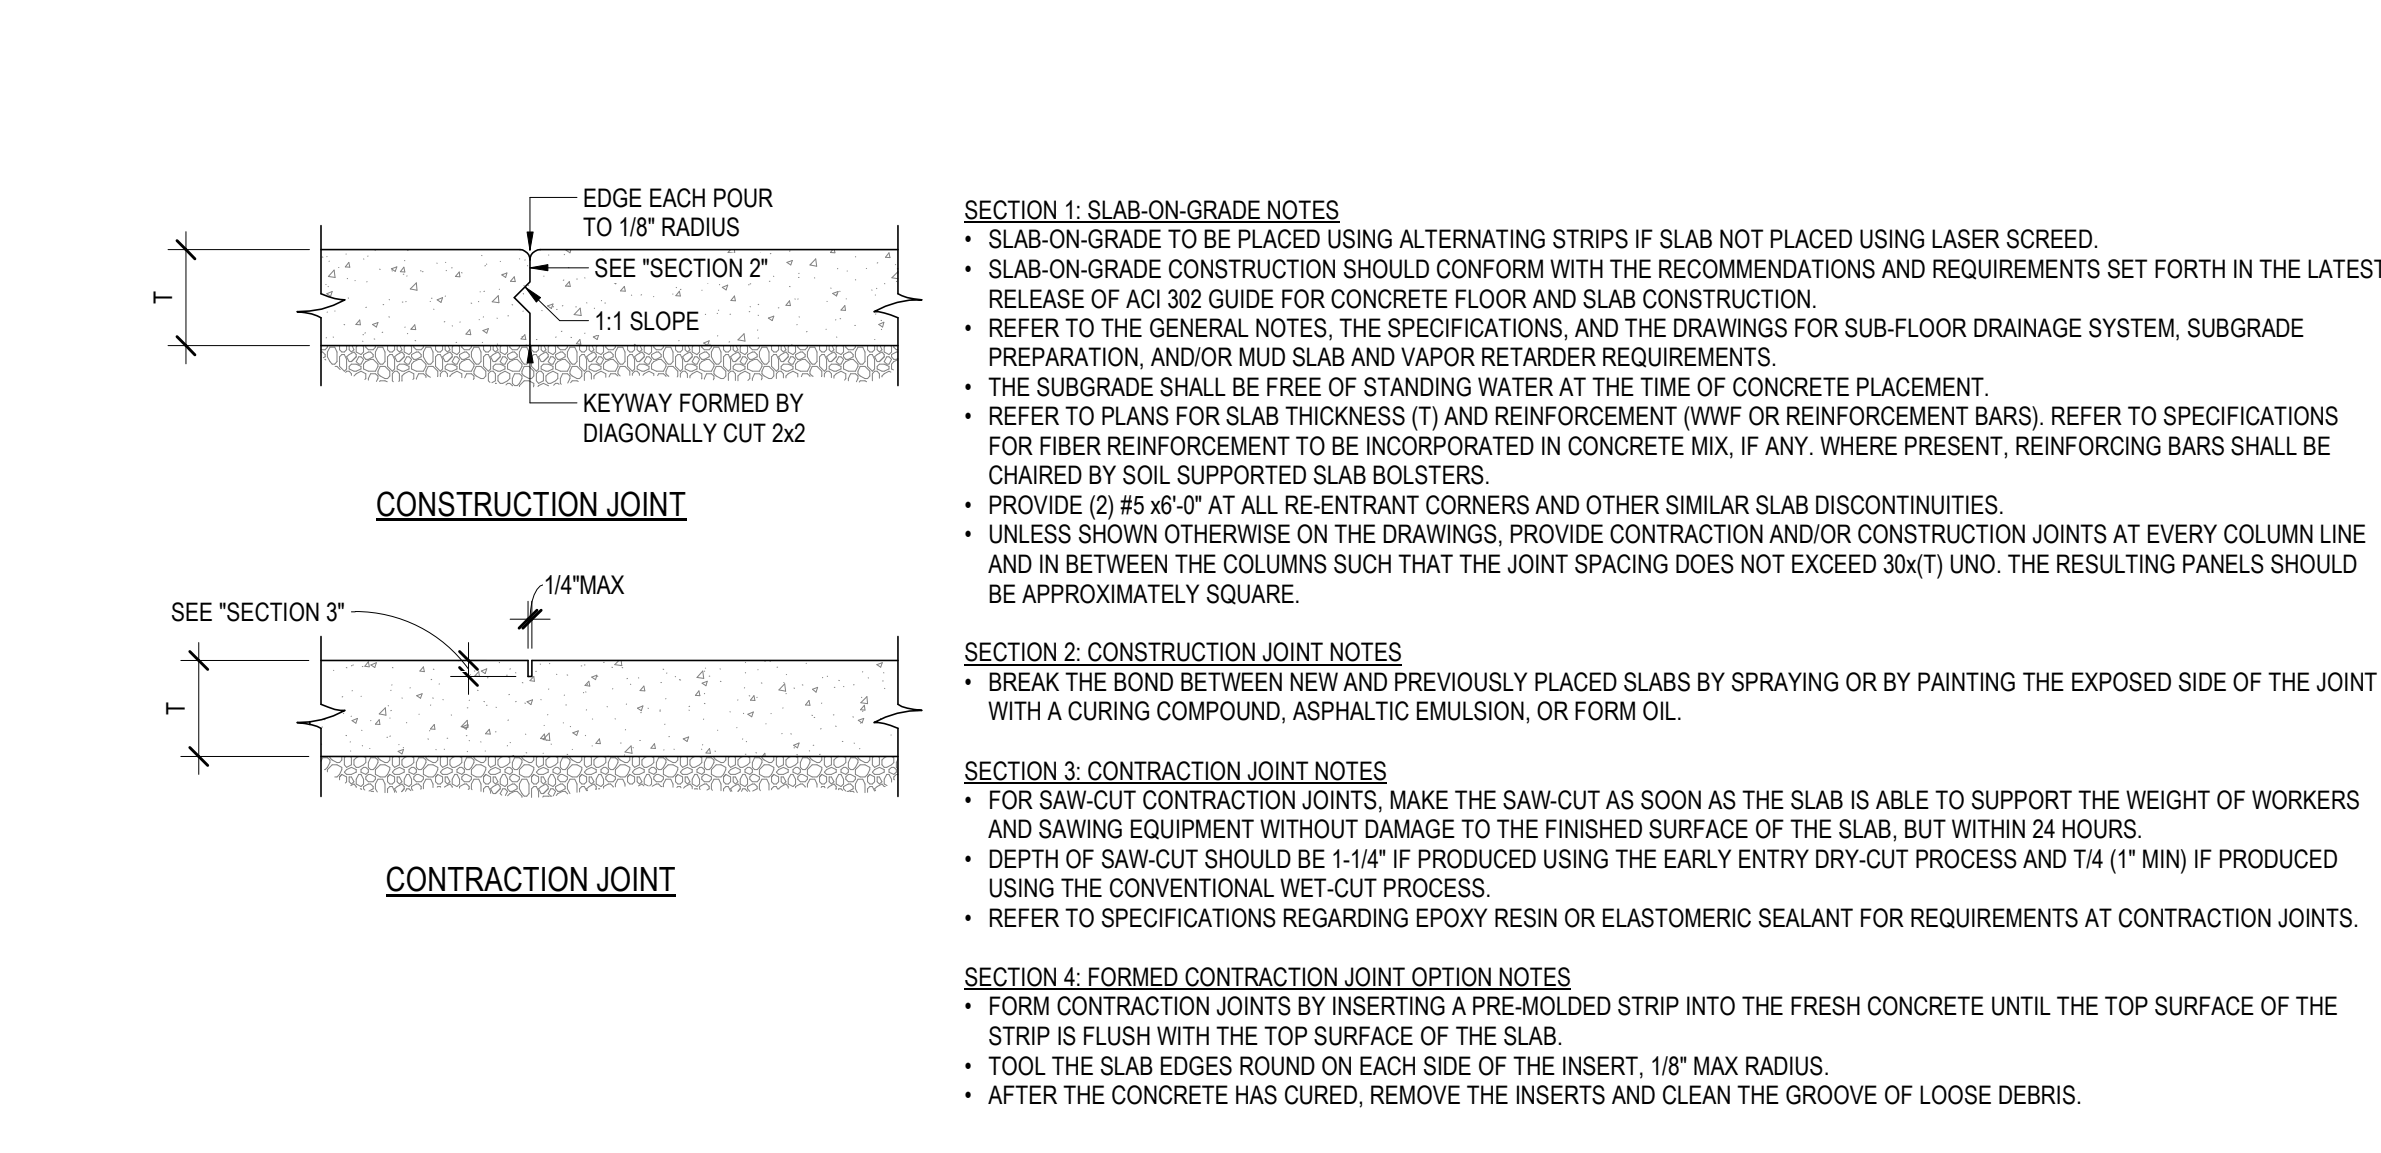 EDGE EACH POUR
TO 1/8" RADIUS
SEE "SECTION 2"
T
1:1 SLOPE
KEYWAY FORMED BY
DIAGONALLY CUT 2x2
CONSTRUCTION JOINT
1/4"MAX
SEE "SECTION 3"
T
CONTRACTION JOINT
SECTION 1: SLAB-ON-GRADE NOTES
• SLAB-ON-GRADE TO BE PLACED USING ALTERNATING STRIPS IF SLAB NOT PLACED USING LASER SCREED.
• SLAB-ON-GRADE CONSTRUCTION SHOULD CONFORM WITH THE RECOMMENDATIONS AND REQUIREMENTS SET FORTH IN THE LATEST
RELEASE OF ACI 302 GUIDE FOR CONCRETE FLOOR AND SLAB CONSTRUCTION.
• REFER TO THE GENERAL NOTES, THE SPECIFICATIONS, AND THE DRAWINGS FOR SUB-FLOOR DRAINAGE SYSTEM, SUBGRADE
PREPARATION, AND/OR MUD SLAB AND VAPOR RETARDER REQUIREMENTS.
• THE SUBGRADE SHALL BE FREE OF STANDING WATER AT THE TIME OF CONCRETE PLACEMENT.
• REFER TO PLANS FOR SLAB THICKNESS (T) AND REINFORCEMENT (WWF OR REINFORCEMENT BARS). REFER TO SPECIFICATIONS
FOR FIBER REINFORCEMENT TO BE INCORPORATED IN CONCRETE MIX, IF ANY. WHERE PRESENT, REINFORCING BARS SHALL BE
CHAIRED BY SOIL SUPPORTED SLAB BOLSTERS.
• PROVIDE (2) #5 x6'-0" AT ALL RE-ENTRANT CORNERS AND OTHER SIMILAR SLAB DISCONTINUITIES.
• UNLESS SHOWN OTHERWISE ON THE DRAWINGS, PROVIDE CONTRACTION AND/OR CONSTRUCTION JOINTS AT EVERY COLUMN LINE
AND IN BETWEEN THE COLUMNS SUCH THAT THE JOINT SPACING DOES NOT EXCEED 30x(T) UNO. THE RESULTING PANELS SHOULD
BE APPROXIMATELY SQUARE.
SECTION 2: CONSTRUCTION JOINT NOTES
• BREAK THE BOND BETWEEN NEW AND PREVIOUSLY PLACED SLABS BY SPRAYING OR BY PAINTING THE EXPOSED SIDE OF THE JOINT
WITH A CURING COMPOUND, ASPHALTIC EMULSION, OR FORM OIL.
SECTION 3: CONTRACTION JOINT NOTES
• FOR SAW-CUT CONTRACTION JOINTS, MAKE THE SAW-CUT AS SOON AS THE SLAB IS ABLE TO SUPPORT THE WEIGHT OF WORKERS
AND SAWING EQUIPMENT WITHOUT DAMAGE TO THE FINISHED SURFACE OF THE SLAB, BUT WITHIN 24 HOURS.
• DEPTH OF SAW-CUT SHOULD BE 1-1/4" IF PRODUCED USING THE EARLY ENTRY DRY-CUT PROCESS AND T/4 (1" MIN) IF PRODUCED
USING THE CONVENTIONAL WET-CUT PROCESS.
• REFER TO SPECIFICATIONS REGARDING EPOXY RESIN OR ELASTOMERIC SEALANT FOR REQUIREMENTS AT CONTRACTION JOINTS.
SECTION 4: FORMED CONTRACTION JOINT OPTION NOTES
• FORM CONTRACTION JOINTS BY INSERTING A PRE-MOLDED STRIP INTO THE FRESH CONCRETE UNTIL THE TOP SURFACE OF THE
STRIP IS FLUSH WITH THE TOP SURFACE OF THE SLAB.
• TOOL THE SLAB EDGES ROUND ON EACH SIDE OF THE INSERT, 1/8" MAX RADIUS.
• AFTER THE CONCRETE HAS CURED, REMOVE THE INSERTS AND CLEAN THE GROOVE OF LOOSE DEBRIS.